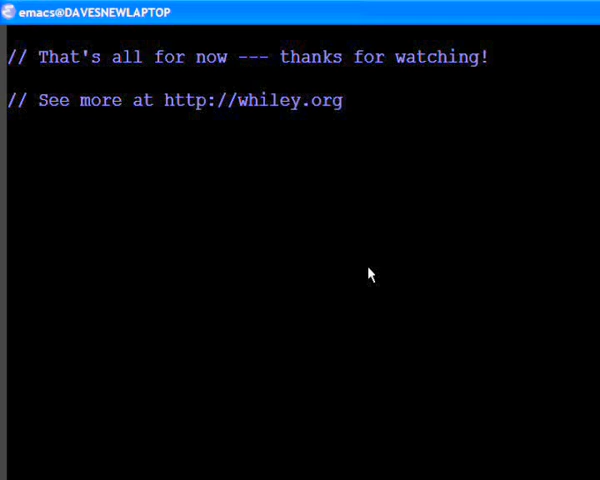 emacs@DAVESNEWLAPTOP
// That's all for now --- thanks for watching!
// See more at http://whiley.org